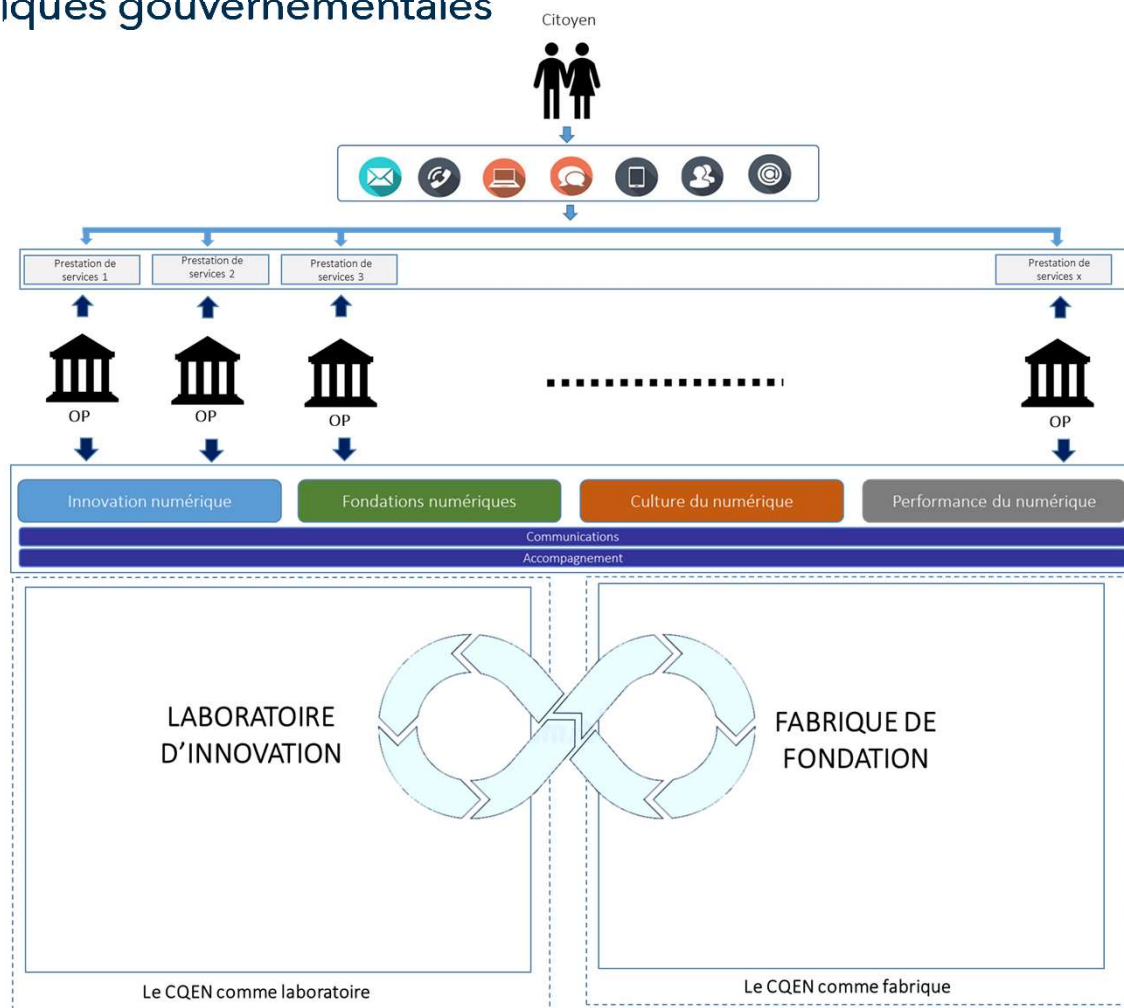 iques gouvernementales
Citoyen
Prestation de
services 1
Prestation de
services 2
Prestation de
services 3
Prestation de
services x
OP
OP
OP
OP
Innovation numérique
Fondations numériques
Culture du numérique
Performance du numérique
Communications
Accompagnement
LABORATOIRE
D’INNOVATION
FABRIQUE DE
FONDATION
Le CQEN comme laboratoire
Le CQEN comme fabrique